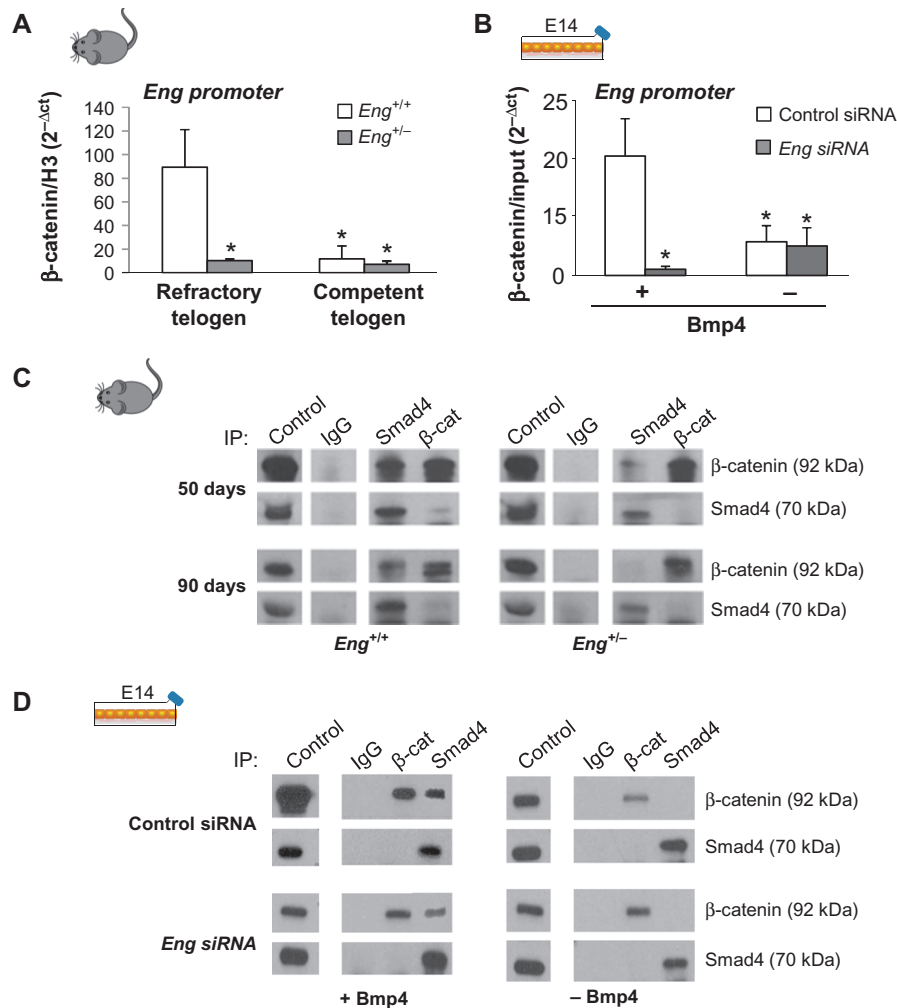 A
Eng promoter
β-catenin/H3 (2–Δct)
140
120
100
80
60
40
20
0
Eng+/+
Eng+/–
*
*
*
Refractory telogen
Competent telogen
B
E14
Eng promoter
β-catenin/input (2–Δct)
25
20
15
0
Control siRNA
Eng siRNA
*
*
*
+
–
Bmp4
C
IP:
Control
IgG
Smad4
β-cat
Control
IgG
Smad4
β-cat
50 days
β-catenin (92 kDa)
Smad4 (70 kDa)
90 days
β-catenin (92 kDa)
Smad4 (70 kDa)
Eng+/+
Eng+/–
D
E14
IP:
Control
IgG
β-cat
Smad4
Control
IgG
β-cat
Smad4
Control siRNA
β-catenin (92 kDa)
Smad4 (70 kDa)
Eng siRNA
β-catenin (92 kDa)
Smad4 (70 kDa)
+ Bmp4
– Bmp4